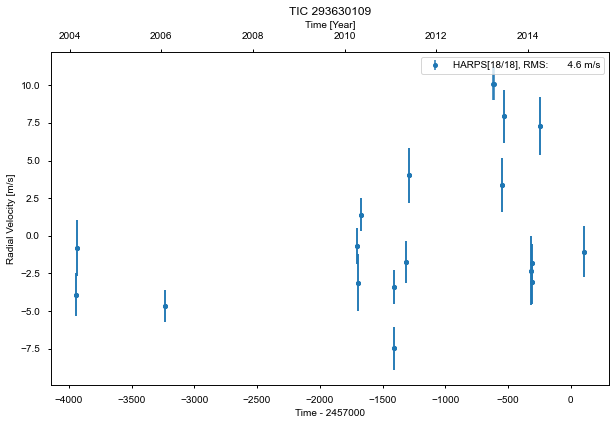 TIC 293630109
Time [Year]
2004 2006 2008 2010 2012 2014
HARPS[18/18], RMS: 4.6 m/s
10.0
7.5
5.0
2.5
0.0
−2.5
−5.0
−7.5
Radial Velocity [m/s]
−4000 −3500 −3000 −2500 −2000 −1500 −1000 −500 0
Time - 2457000